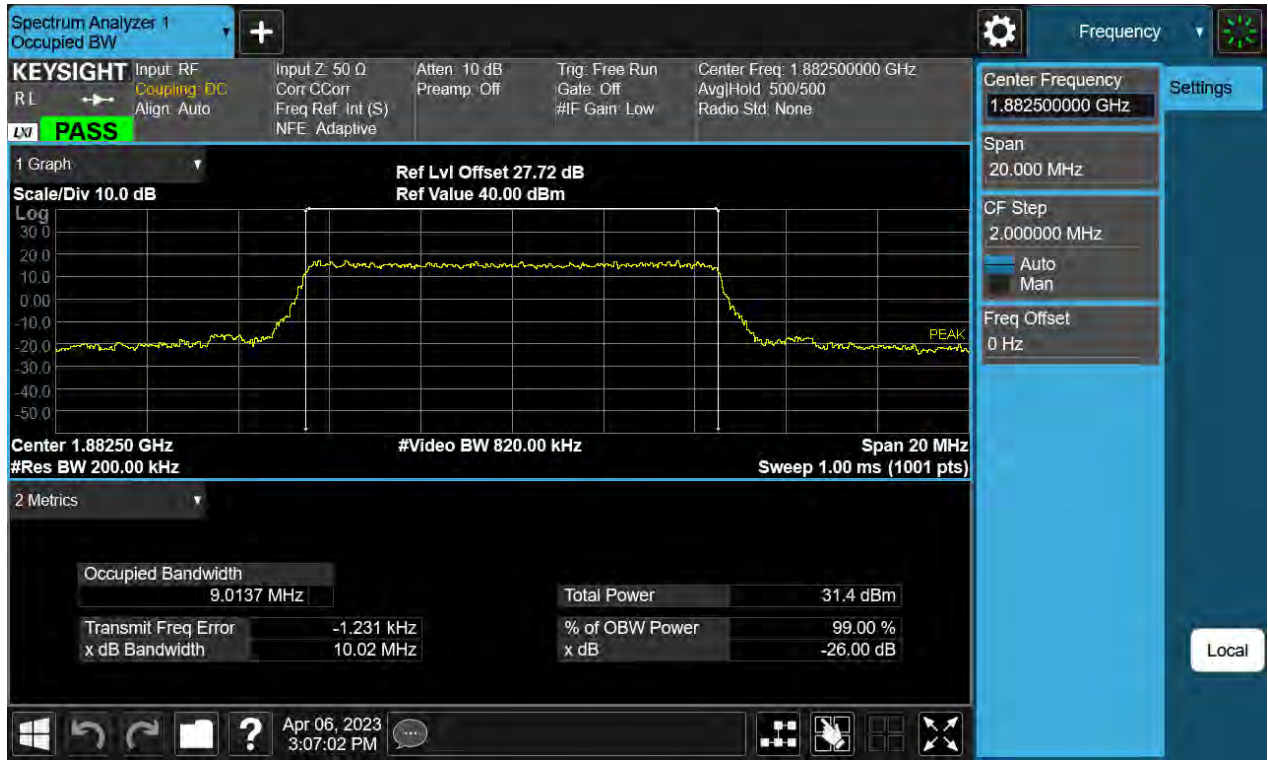 Spectrum Analyzer 1
Occupied BW
Frequency
KEYSIGHT
RL
LXI
PASS
Input: RF
Coupling: DC
Align: Auto
Input Z: 50 Ω
Corr CCorr
Freq Ref: Int (S)
NFE: Adaptive
Atten: 10 dB
Preamp: Off
Trig: Free Run
Gate: Off
#IF Gain: Low
Center Freq: 1.882500000 GHz
Avg|Hold: 500/500
Radio Std: None
Center Frequency
1.882500000 GHz
Settings
Span
20.000 MHz
CF Step
2.000000 MHz
Auto
Man
Freq Offset
0 Hz
Local
1 Graph
Scale/Div 10.0 dB
Ref Lvl Offset 27.72 dB
Ref Value 40.00 dBm
Log
30.0
20.0
10.0
0.00
-10.0
-20.0
-30.0
-40.0
-50.0
PEAK
Center 1.88250 GHz
#Video BW 820.00 kHz
Span 20 MHz
#Res BW 200.00 kHz
Sweep 1.00 ms (1001 pts)
2 Metrics
Occupied Bandwidth
9.0137 MHz
Total Power 31.4 dBm
Transmit Freq Error -1.231 kHz
% of OBW Power 99.00 %
x dB Bandwidth 10.02 MHz
x dB -26.00 dB
?
Apr 06, 2023
3:07:02 PM